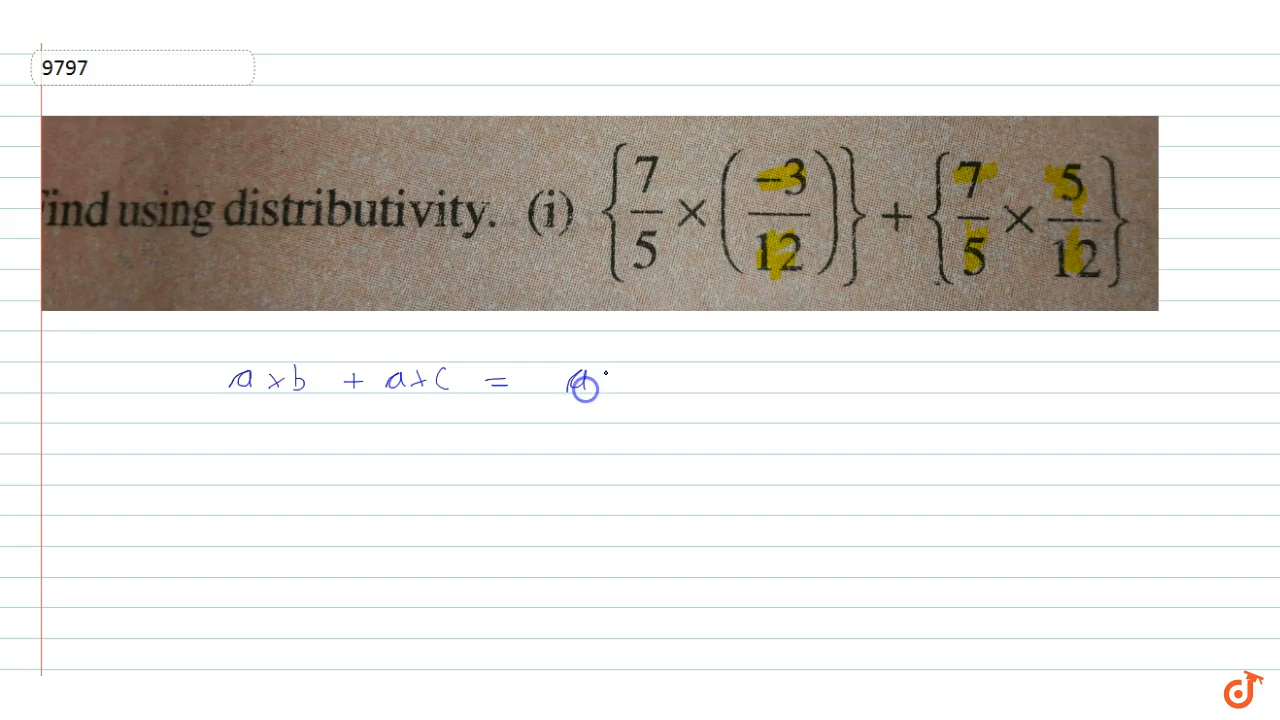 9797
ind using distributivity. (i) {7/5 × (-3/12)} + {7/5 × 5/12}
a × b + a × c = a